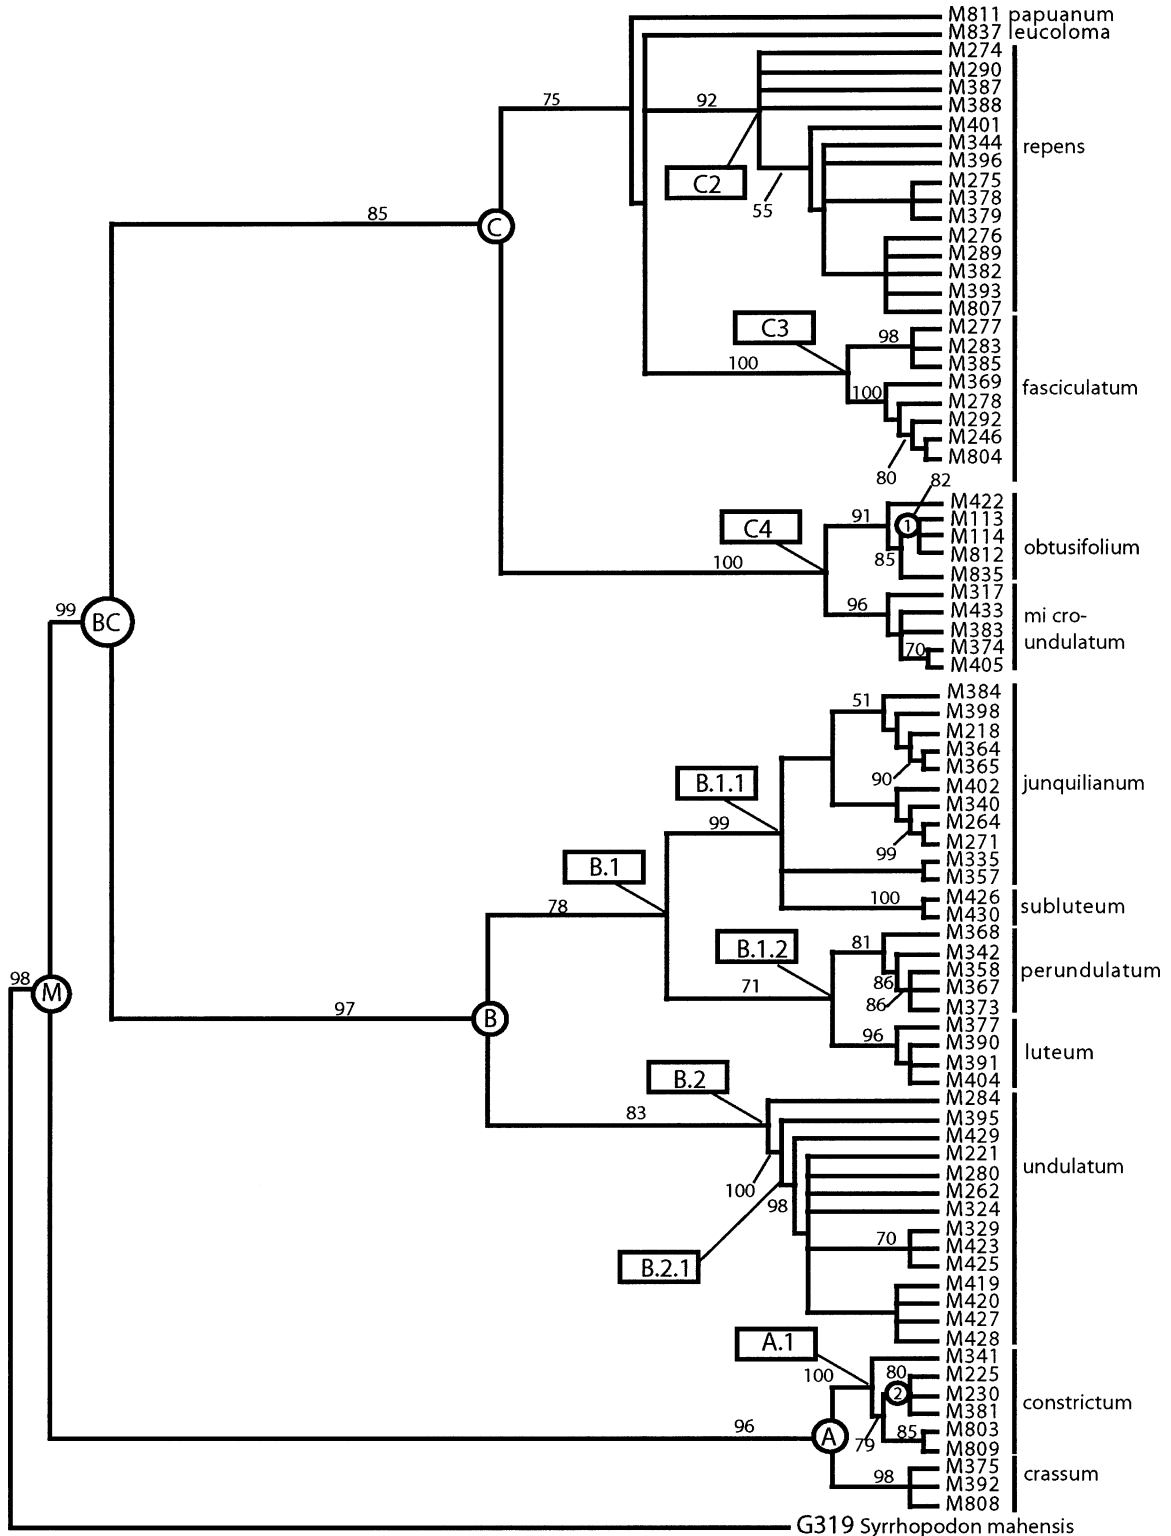 M811 papuanum
M837 leucoloma
M274
M290
75
92
M387
M388
M401
M344
repens
M396
C2
M275
M378
55
M379
85
C
M276
M289
M382
M393
M807
C3
M277
98
M283
100
M385
M369
fasciculatum
100
M278
M292
M246
M804
80
82
M422
91
1
M113
C4
M114
obtusifolium
100
85
M812
M835
M317
96
M433
mi cro-
99
BC
M383
undulatum
70
M374
M405
M384
51
M398
M218
M364
90
M365
junquilianum
B.1.1
M402
M340
99
M264
M271
99
M335
B.1
M357
100
M426
78
M430
subluteum
M368
81
B.1.2
M342
M358
perundulatum
86
M367
98
M
71
86
M373
97
B
M377
96
M390
luteum
M391
B.2
M404
M284
83
M395
M429
M221
undulatum
M280
100
M262
98
M324
M329
70
M423
B.2.1
M425
M419
M420
M427
A.1
M428
M341
100
80
M225
2
M230
constrictum
M381
96
A
85
M803
79
M809
M375
98
M392
crassum
M808
G319 Syrrhopodon mahensis